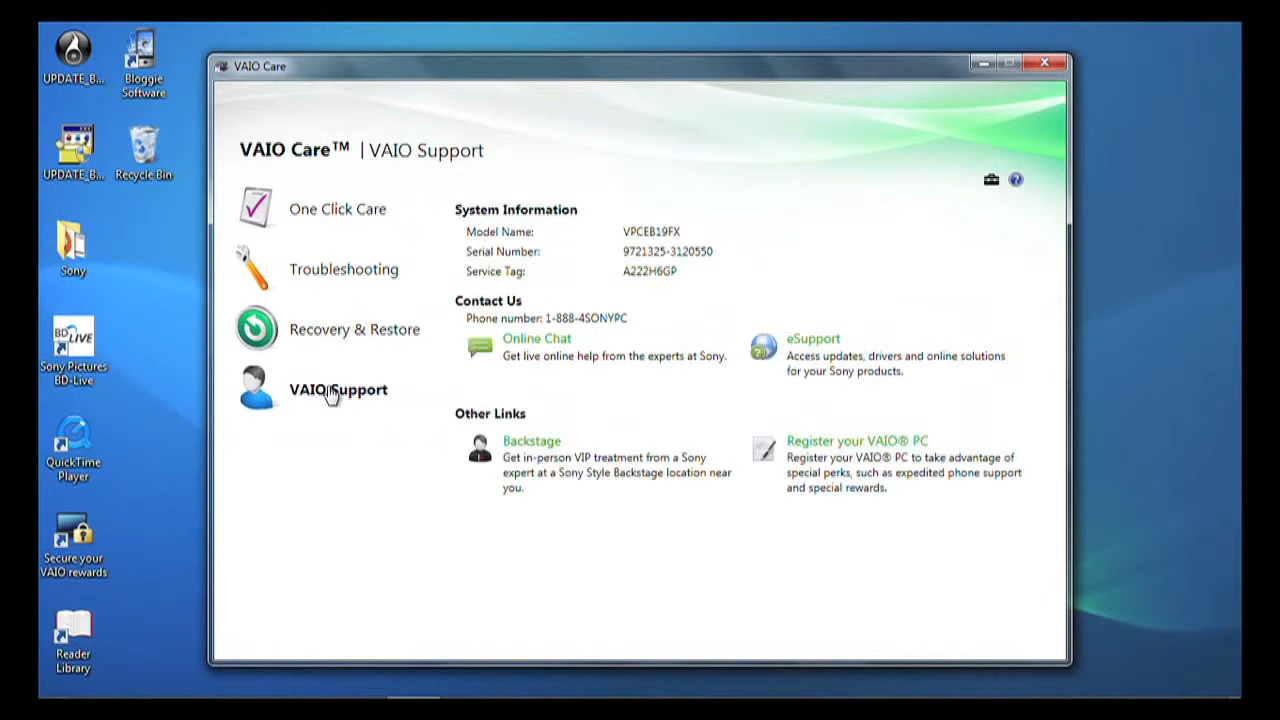 UPDATE_B...
Bloggie
Software
UPDATE_B...
Recycle Bin
Sony
BD LIVE
Sony Pictures
BD-Live
QuickTime
Player
Secure your
VAIO rewards
Reader
Library
VAIO Care
VAIO Care™ | VAIO Support
One Click Care
Troubleshooting
Recovery & Restore
VAIO Support
System Information
Model Name: VPCEB19FX
Serial Number: 9721325-3120550
Service Tag: A222H6GP
Contact Us
Phone number: 1-888-4SONYPC
Online Chat
Get live online help from the experts at Sony.
eSupport
Access updates, drivers and online solutions
for your Sony products.
Other Links
Backstage
Get in-person VIP treatment from a Sony
expert at a Sony Style Backstage location near
you.
Register your VAIO® PC
Register your VAIO® PC to take advantage of
special perks, such as expedited phone support
and special rewards.